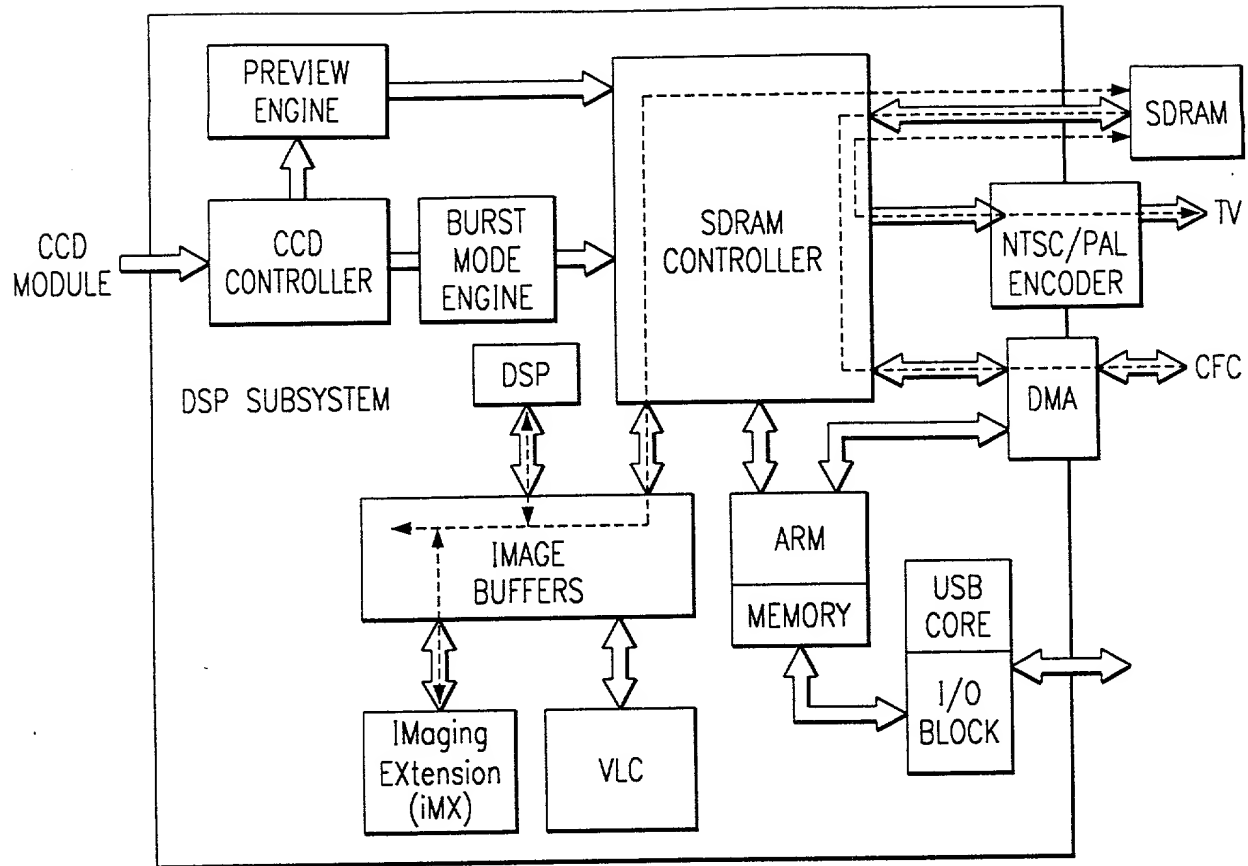 PREVIEW
ENGINE
SDRAM
CCD
MODULE
CCD
CONTROLLER
BURST
MODE
ENGINE
SDRAM
CONTROLLER
NTSC/PAL
ENCODER
TV
DSP SUBSYSTEM
DSP
DMA
CFC
IMAGE
BUFFERS
ARM
MEMORY
USB
CORE
I/O
BLOCK
IMaging
EXtension
(iMX)
VLC